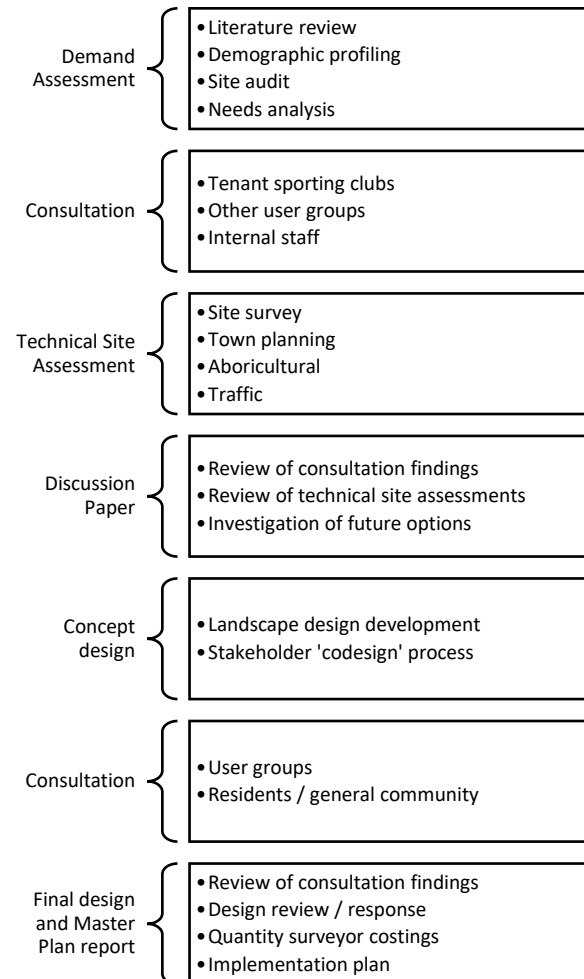 Demand
Assessment
•Literature review
•Demographic profiling
•Site audit
•Needs analysis
Consultation
•Tenant sporting clubs
•Other user groups
•Internal staff
Technical Site
Assessment
•Site survey
•Town planning
•Aboricultural
•Traffic
Discussion
Paper
•Review of consultation findings
•Review of technical site assessments
•Investigation of future options
Concept
design
•Landscape design development
•Stakeholder 'codesign' process
Consultation
•User groups
•Residents / general community
Final design
and Master
Plan report
•Review of consultation findings
•Design review / response
•Quantity surveyor costings
•Implementation plan